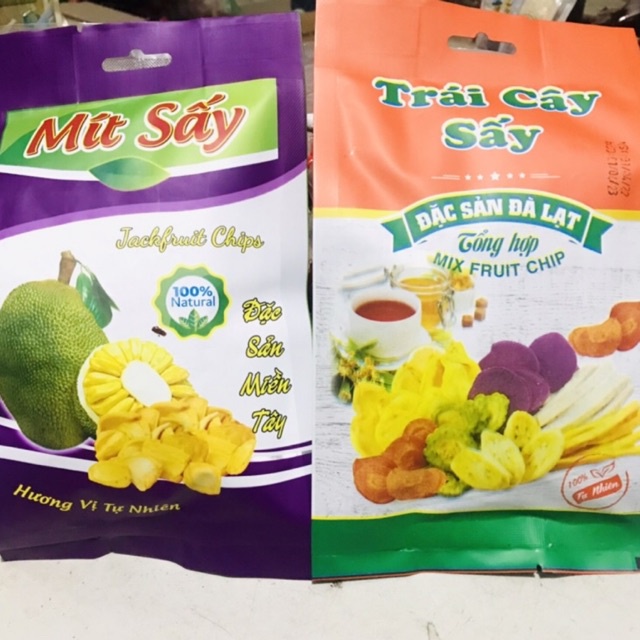 Mít Sấy
Jackfruit Chips
100%
Natural
Đặc
Sản
Miền
Tây
Hương Vị Tự Nhiên
Trái Cây
Sấy
ĐẶC SẢN ĐÀ LẠT
Tổng hợp
MIX FRUIT CHIP
100%
Tự Nhiên